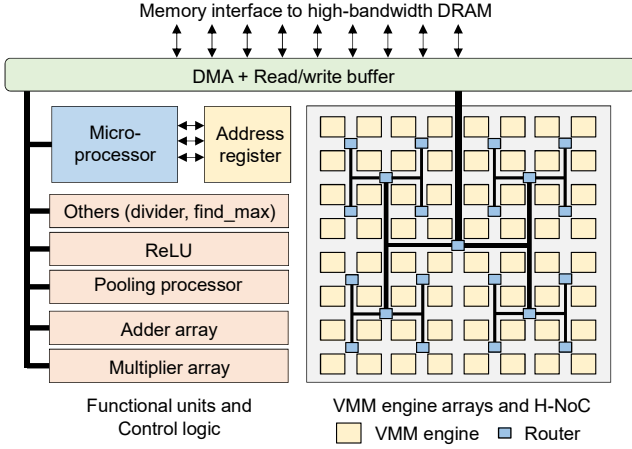 Memory interface to high-bandwidth DRAM
DMA + Read/write buffer
Micro-
processor
Address
register
Others (divider, find_max)
ReLU
Pooling processor
Adder array
Multiplier array
Functional units and
Control logic
VMM engine arrays and H-NoC
VMM engine
Router